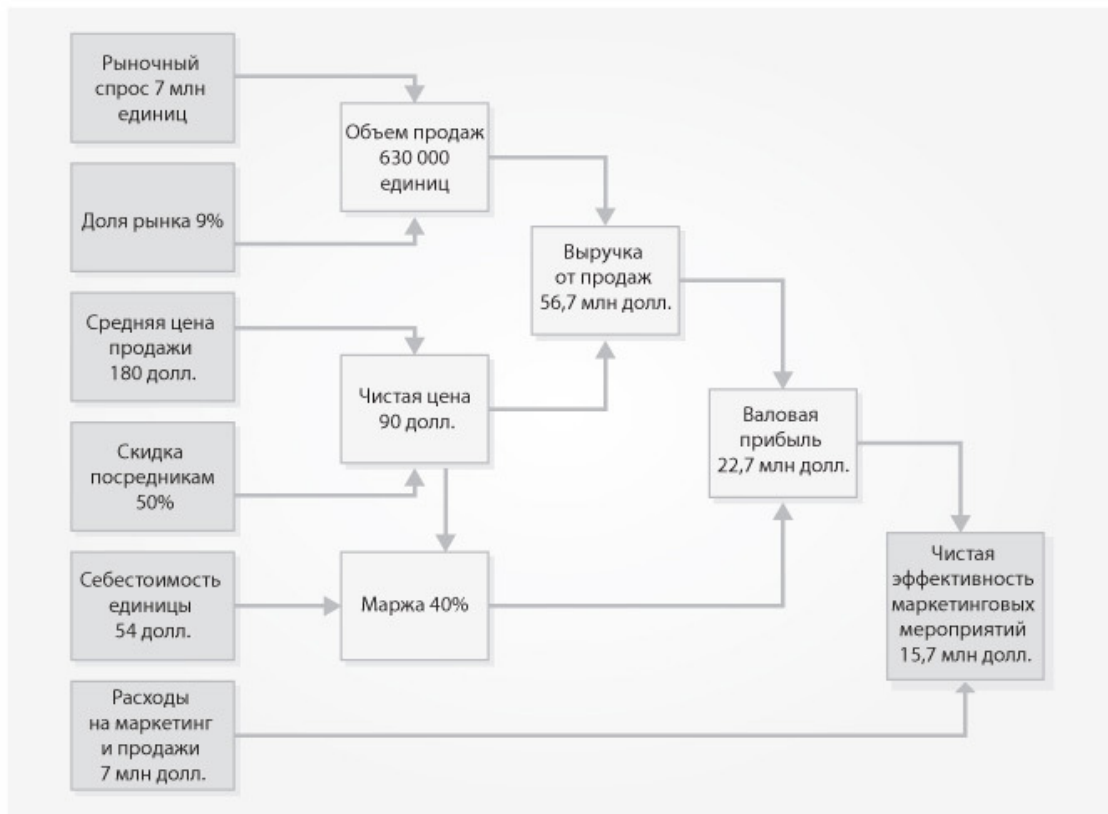 Рыночный
спрос 7 млн
единиц
Объем продаж
630 000
единиц
Доля рынка 9%
Выручка
от продаж
56,7 млн долл.
Средняя цена
продажи
180 долл.
Чистая цена
90 долл.
Валовая
прибыль
22,7 млн долл.
Скидка
посредникам
50%
Чистая
эффективность
маркетинговых
мероприятий
15,7 млн долл.
Себестоимость
единицы
54 долл.
Маржа 40%
Расходы
на маркетинг
и продажи
7 млн долл.